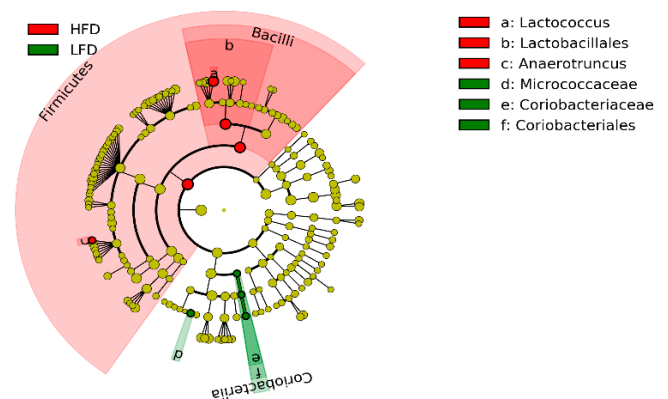 HFD
LFD
Firmicutes
Bacilli
b
a
c
d
e
f
Coriobacteriia
a: Lactococcus
b: Lactobacillales
c: Anaerotruncus
d: Micrococcaceae
e: Coriobacteriaceae
f: Coriobacteriales